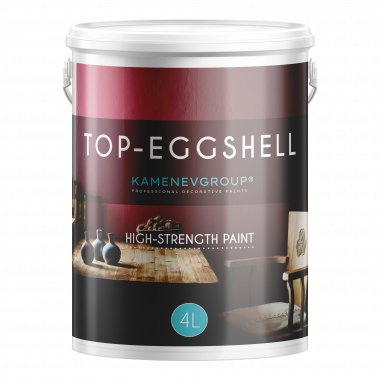 TOP-EGGSHELL
KAMENEVGROUP®
PROFESSIONAL DECORATIVE PAINTS
HIGH-STRENGTH PAINT
4L